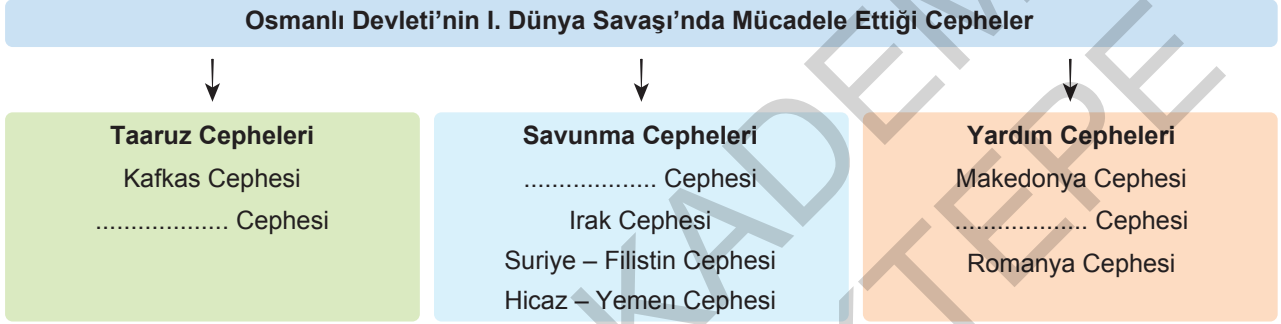 Osmanlı Devleti’nin I. Dünya Savaşı’nda Mücadele Ettiği Cepheler
Taaruz Cepheleri
Kafkas Cephesi
................... Cephesi
Savunma Cepheleri
................... Cephesi
Irak Cephesi
Suriye – Filistin Cephesi
Hicaz – Yemen Cephesi
Yardım Cepheleri
Makedonya Cephesi
................... Cephesi
Romanya Cephesi